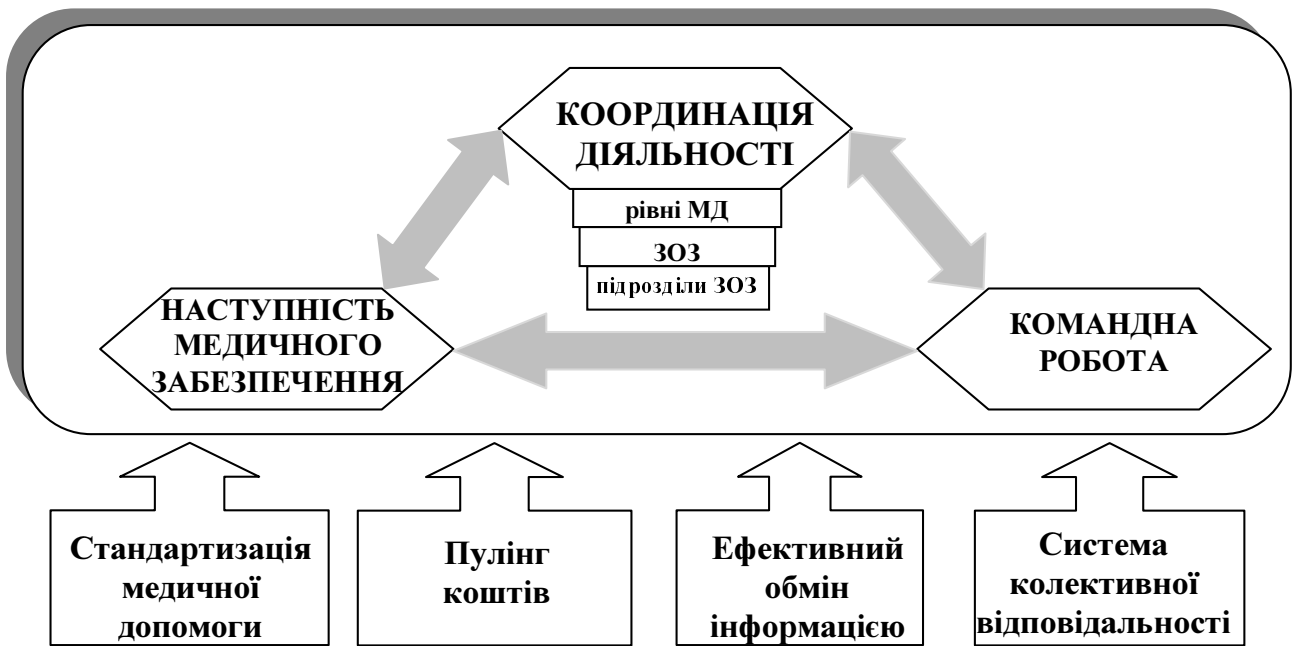 КООРДИНАЦІЯ
ДІЯЛЬНОСТІ
рівні МД
ЗОЗ
підрозділи ЗОЗ
НАСТУПНІСТЬ
МЕДИЧНОГО
ЗАБЕЗПЕЧЕННЯ
КОМАНДНА
РОБОТА
Стандартизація
медичної
допомоги
Пулінг
коштів
Ефективний
обмін
інформацією
Система
колективної
відповідальності